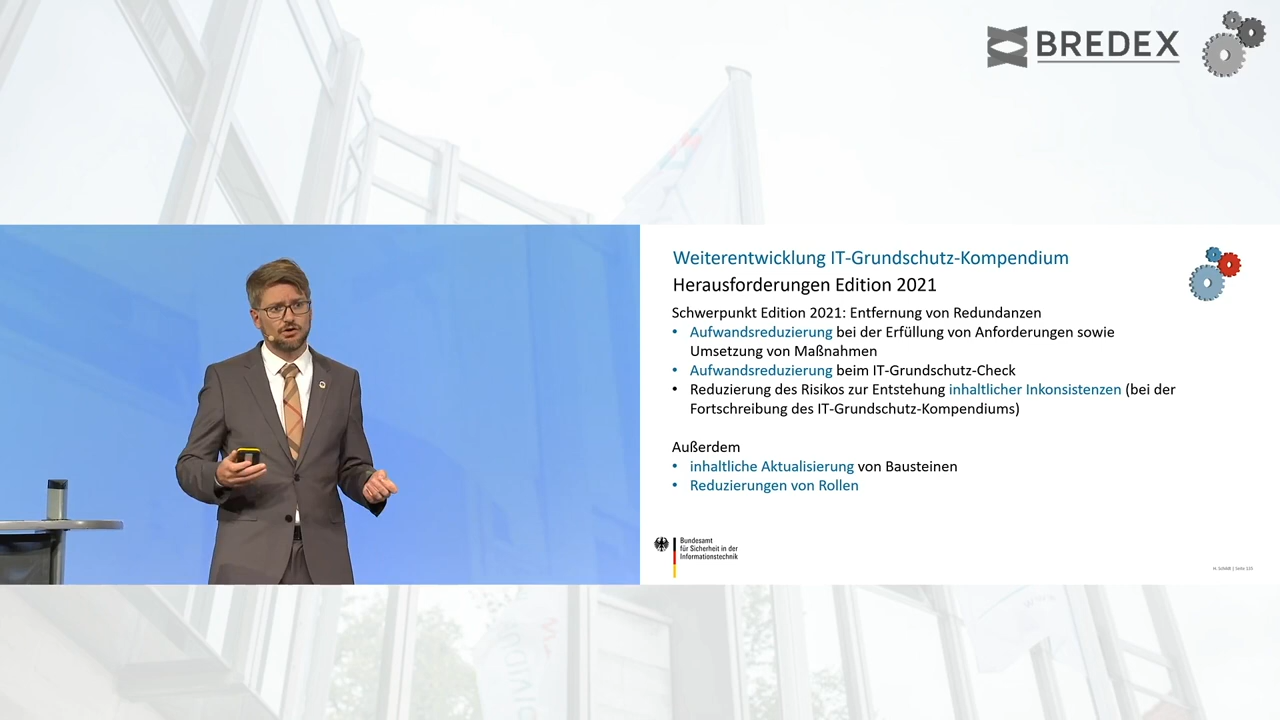 BREDEX
Weiterentwicklung IT-Grundschutz-Kompendium
Herausforderungen Edition 2021
Schwerpunkt Edition 2021: Entfernung von Redundanzen
• Aufwandsreduzierung bei der Erfüllung von Anforderungen sowie
Umsetzung von Maßnahmen
• Aufwandsreduzierung beim IT-Grundschutz-Check
• Reduzierung des Risikos zur Entstehung inhaltlicher Inkonsistenzen (bei der
Fortschreibung des IT-Grundschutz-Kompendiums)
Außerdem
• inhaltliche Aktualisierung von Bausteinen
• Reduzierungen von Rollen
Bundesamt
für Sicherheit in der
Informationstechnik